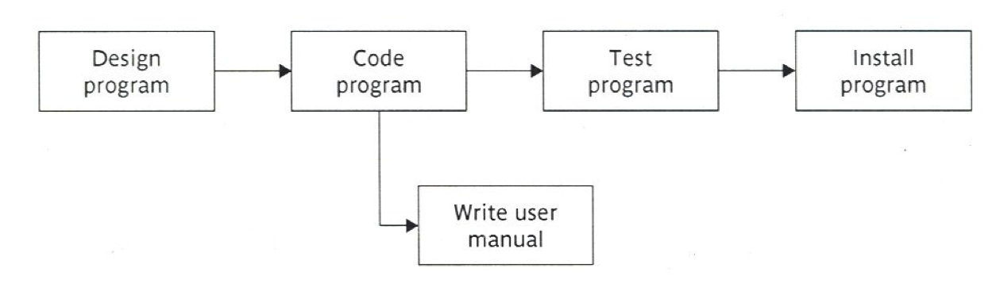 Design
program
Code
program
Test
program
Install
program
Write user
manual